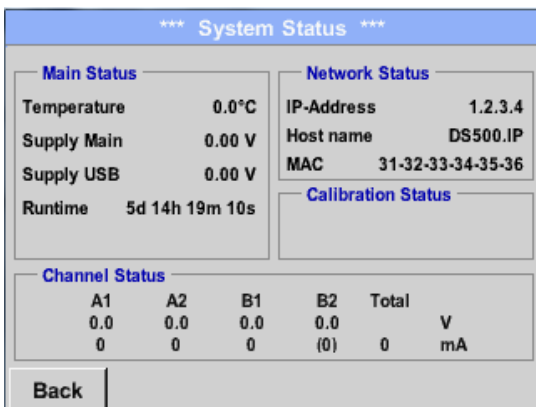 *** System Status ***
Main Status
Temperature 0.0°C
Supply Main 0.00 V
Supply USB 0.00 V
Runtime 5d 14h 19m 10s
Network Status
IP-Address 1.2.3.4
Host name DS500.IP
MAC 31-32-33-34-35-36
Calibration Status
Channel Status
A1 A2 B1 B2 Total
0.0 0.0 0.0 0.0 V
0 0 0 (0) 0 mA
Back